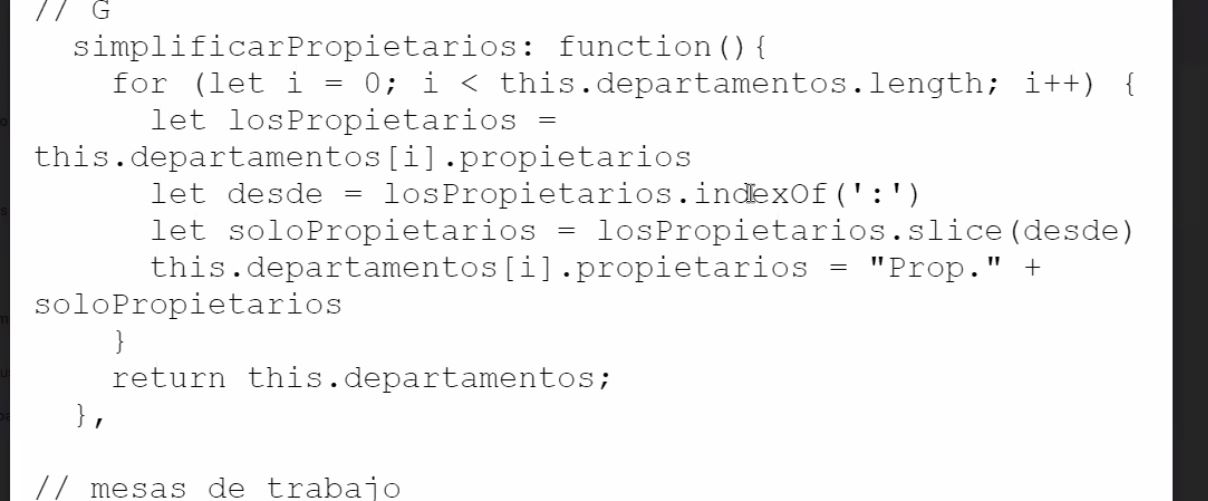 // G
simplificarPropietarios: function(){
for (let i = 0; i < this.departamentos.length; i++) {
let losPropietarios =
this.departamentos[i].propietarios
let desde = losPropietarios.indexOf(':')
let soloPropietarios = losPropietarios.slice(desde)
this.departamentos[i].propietarios = "Prop." +
soloPropietarios
}
return this.departamentos;
},
// mesas de trabajo